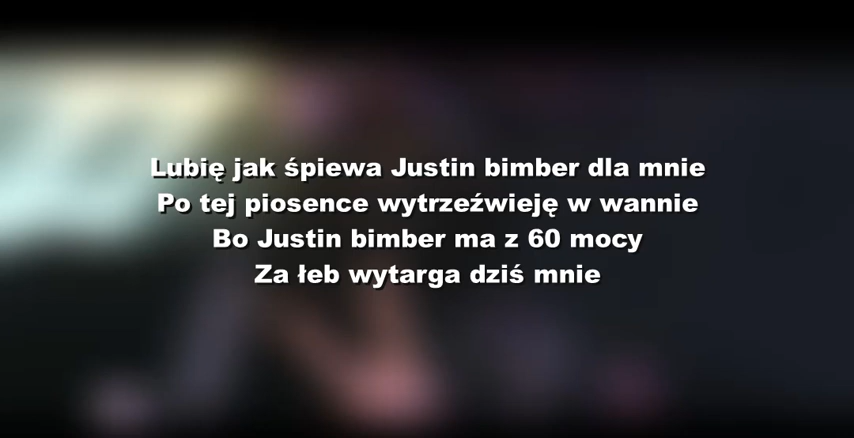 Lubię jak śpiewa Justin bimber dla mnie
Po tej piosence wytrzeźwieję w wannie
Bo Justin bimber ma z 60 mocy
Za łeb wytarga dziś mnie